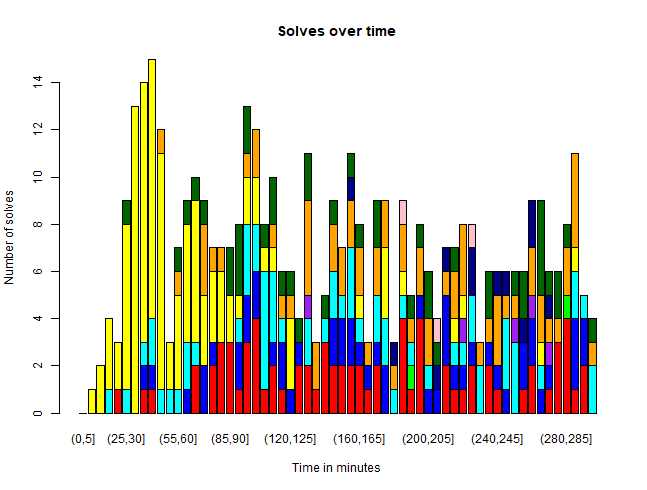 Solves over time
Number of solves
14
12
10
8
6
4
2
0
(0,5] (25,30] (55,60] (85,90] (120,125] (160,165] (200,205] (240,245] (280,285]
Time in minutes